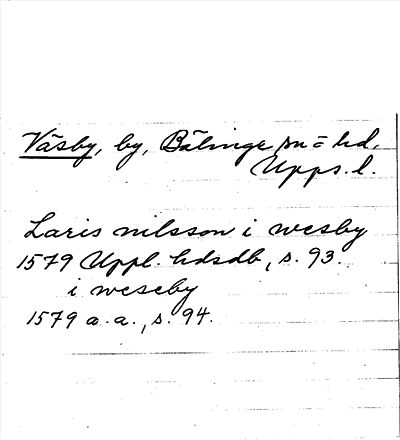 Väsby, by, Bälinge sn = hd.
Upps. l.
Laris nilsson i wesby
1579 Uppl. hdsdb, s. 93.
i weseby
1579 a. a., s. 94.